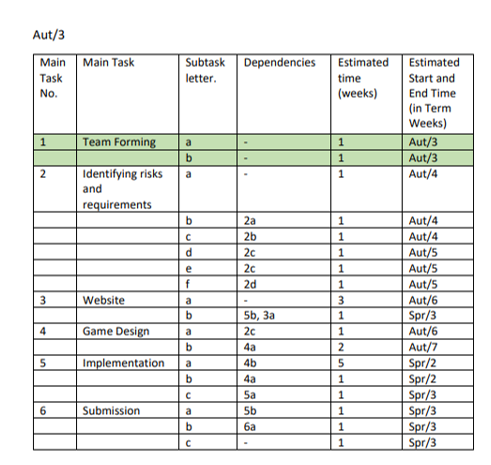 Aut/3
Main Task No. Main Task Subtask letter. Dependencies Estimated time (weeks) Estimated Start and End Time (in Term Weeks)
1 Team Forming a - 1 Aut/3
b - 1 Aut/3
2 Identifying risks and requirements a - 1 Aut/4
b 2a 1 Aut/4
c 2b 1 Aut/4
d 2c 1 Aut/5
e 2c 1 Aut/5
f 2d 1 Aut/5
3 Website a - 3 Aut/6
b 5b, 3a 1 Spr/3
4 Game Design a 2c 1 Aut/6
b 4a 2 Aut/7
5 Implementation a 4b 5 Spr/2
b 4a 1 Spr/2
c 5a 1 Spr/3
6 Submission a 5b 1 Spr/3
b 6a 1 Spr/3
c - 1 Spr/3